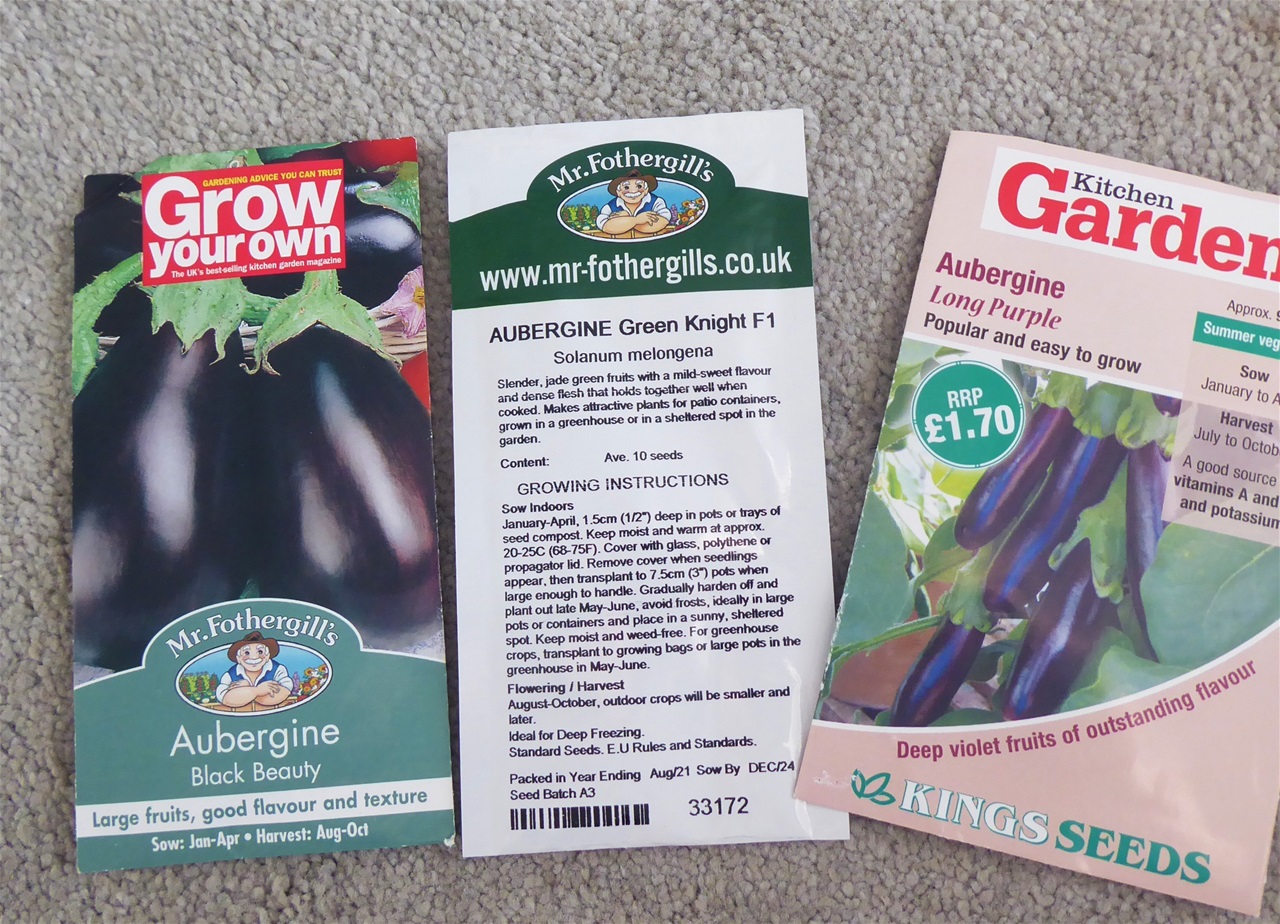 GARDENING ADVICE YOU CAN TRUST
Grow
your own
The UK's best-selling kitchen garden magazine
Mr.Fothergill's
Aubergine
Black Beauty
Large fruits, good flavour and texture
Sow: Jan-Apr • Harvest: Aug-Oct
Mr.Fothergill's
www.mr-fothergills.co.uk
AUBERGINE Green Knight F1
Solanum melongena
Slender, jade green fruits with a mild-sweet flavour
and dense flesh that holds together well when
cooked. Makes attractive plants for patio containers,
grown in a greenhouse or in a sheltered spot in the
garden.
Content: Ave. 10 seeds
GROWING INSTRUCTIONS
Sow Indoors
January-April, 1.5cm (1/2") deep in pots or trays of
seed compost. Keep moist and warm at approx.
20-25C (68-75F). Cover with glass, polythene or
propagator lid. Remove cover when seedlings
appear, then transplant to 7.5cm (3") pots when
large enough to handle. Gradually harden off and
plant out late May-June, avoid frosts, ideally in large
pots or containers and place in a sunny, sheltered
spot. Keep moist and weed-free. For greenhouse
crops, transplant to growing bags or large pots in the
greenhouse in May-June.
Flowering / Harvest
August-October, outdoor crops will be smaller and
later.
Ideal for Deep Freezing.
Standard Seeds. E.U Rules and Standards.
Packed in Year Ending Aug/21 Sow By DEC/24
Seed Batch A3
33172
Kitchen
Garden
Aubergine
Long Purple
Popular and easy to grow
Approx.
Summer veg
Sow
January to A
Harvest
July to Octob
A good source
vitamins A and
and potassium
RRP
£1.70
Deep violet fruits of outstanding flavour
KINGS SEEDS